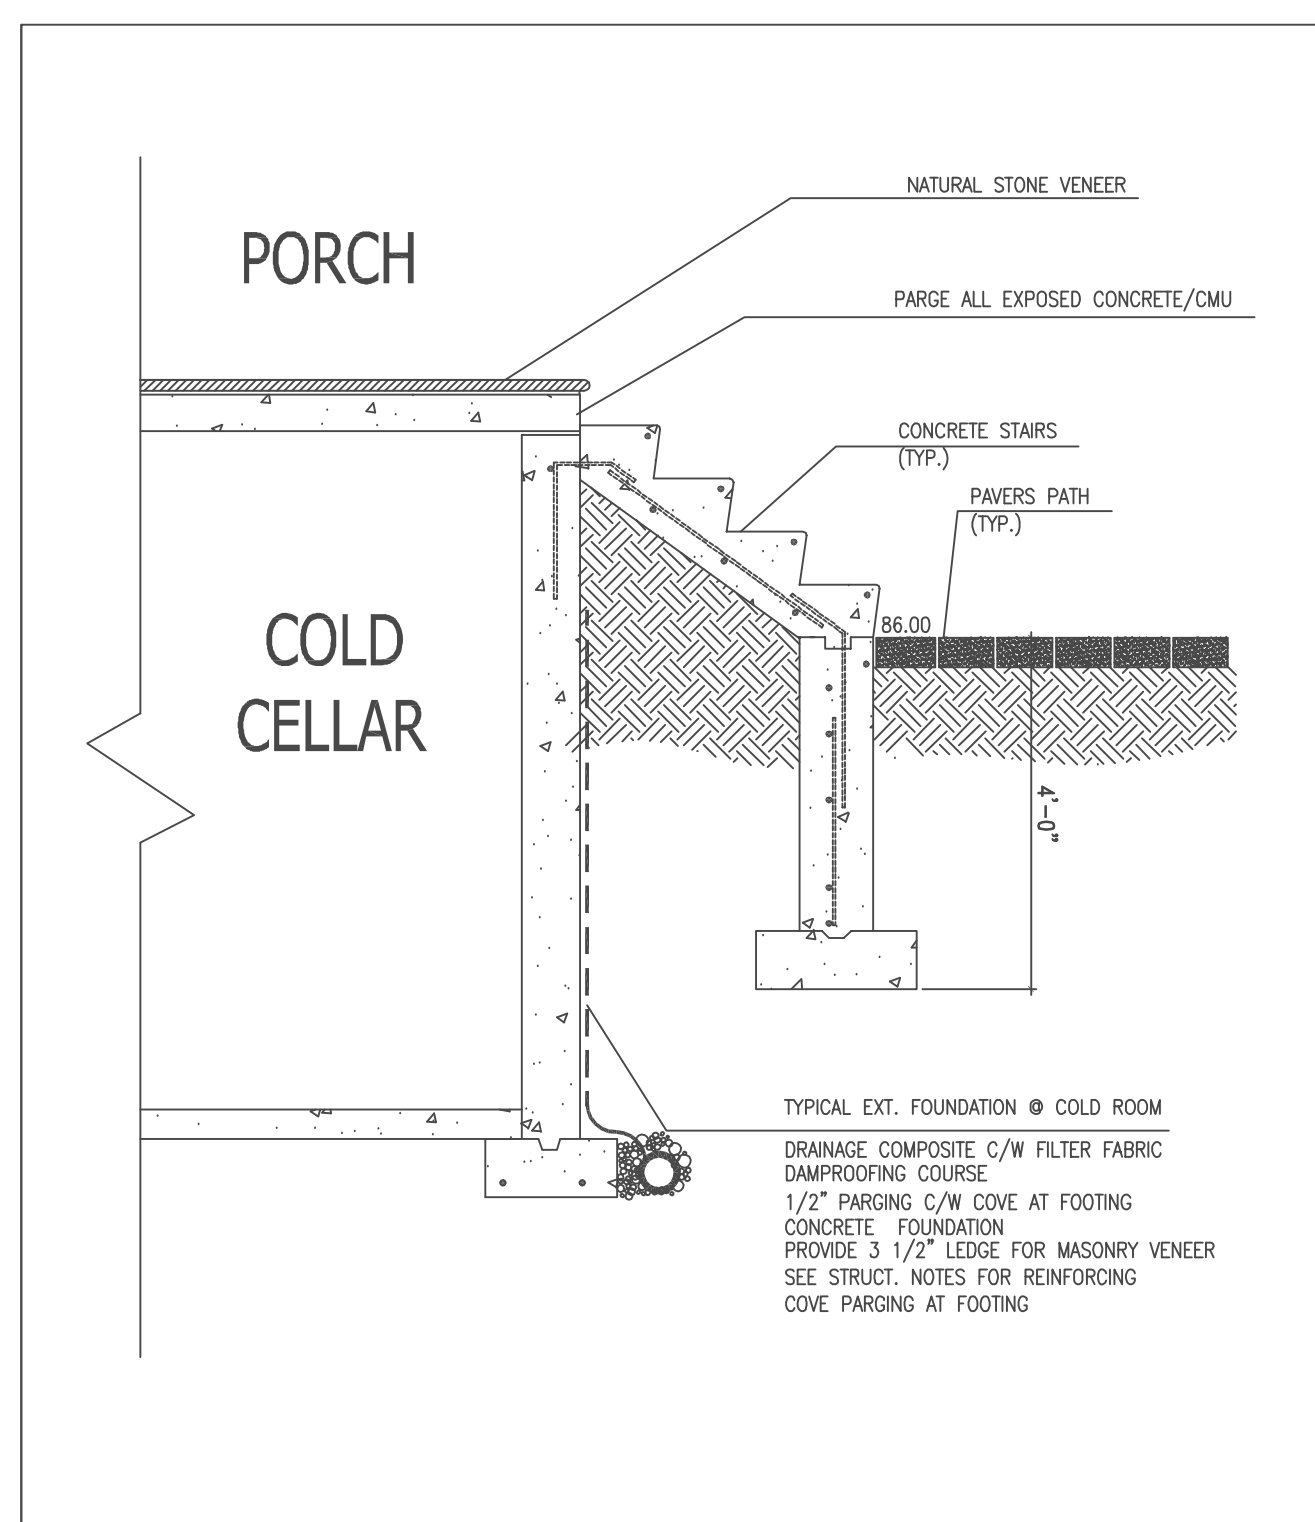 NATURAL STONE VENEER
PORCH
PARGE ALL EXPOSED CONCRETE/CMU
CONCRETE STAIRS
(TYP.)
PAVERS PATH
(TYP.)
86.00
COLD
CELLAR
4'-0"
TYPICAL EXT. FOUNDATION @ COLD ROOM
DRAINAGE COMPOSITE C/W FILTER FABRIC
DAMPROOFING COURSE
1/2" PARGING C/W COVE AT FOOTING
CONCRETE FOUNDATION
PROVIDE 3 1/2" LEDGE FOR MASONRY VENEER
SEE STRUCT. NOTES FOR REINFORCING
COVE PARGING AT FOOTING